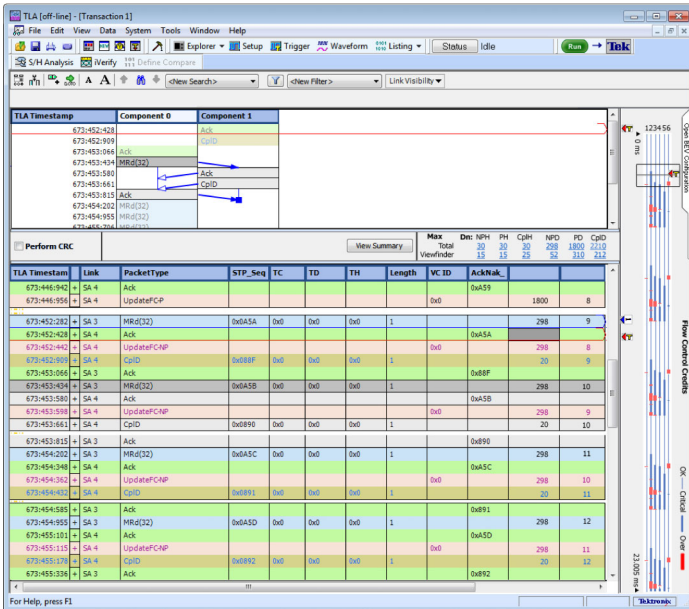 TLA [off-line] - [Transaction 1]
File Edit View Data System Tools Window Help
Explorer Setup Trigger Waveform Listing Status Idle Run Tek
S/H Analysis iVerify Define Compare
A A <New Search> <New Filter> Link Visibility
TLA Timestamp Component 0 Component 1
673:452:428 Ack
673:452:909 CplD
673:453:066 Ack
673:453:434 MRd(32)
673:453:580 Ack
673:453:661 CplD
673:453:815 Ack
673:454:202 MRd(32)
673:454:955 MRd(32)
673:455:706 MRd(32)
Perform CRC View Summary
Max Dn: NPH PH CplH NPD PD CplD
Total 30 30 30 298 1800 2210
Viewfinder 15 15 25 52 310 212
TLA Timestam Link PacketType STP_Seq TC TD TH Length VC ID AckNak_
673:446:942 + SA 4 Ack 0xA59
673:446:956 + SA 4 UpdateFC-P 0x0 1800 8
673:452:282 + SA 3 MRd(32) 0x0A5A 0x0 0x0 0x0 1 298 9
673:452:428 + SA 4 Ack 0xA5A
673:452:442 + SA 4 UpdateFC-NP 0x0 298 8
673:452:909 + SA 4 CplD 0x088F 0x0 0x0 0x0 1 20 9
673:453:066 + SA 3 Ack 0x88F
673:453:434 + SA 3 MRd(32) 0x0A5B 0x0 0x0 0x0 1 298 10
673:453:580 + SA 4 Ack 0xA5B
673:453:598 + SA 4 UpdateFC-NP 0x0 298 9
673:453:661 + SA 4 CplD 0x0890 0x0 0x0 0x0 1 20 10
673:453:815 + SA 3 Ack 0x890
673:454:202 + SA 3 MRd(32) 0x0A5C 0x0 0x0 0x0 1 298 11
673:454:348 + SA 4 Ack 0xA5C
673:454:362 + SA 4 UpdateFC-NP 0x0 298 10
673:454:432 + SA 4 CplD 0x0891 0x0 0x0 0x0 1 20 11
673:454:585 + SA 3 Ack 0x891
673:454:955 + SA 3 MRd(32) 0x0A5D 0x0 0x0 0x0 1 298 12
673:455:101 + SA 4 Ack 0xA5D
673:455:115 + SA 4 UpdateFC-NP 0x0 298 11
673:455:178 + SA 4 CplD 0x0892 0x0 0x0 0x0 1 20 12
673:455:336 + SA 3 Ack 0x892
123456
0 ms
23.005 ms
Open BEV Configuration
Flow Control Credits
OK Critical Over
For Help, press F1
Tektronix